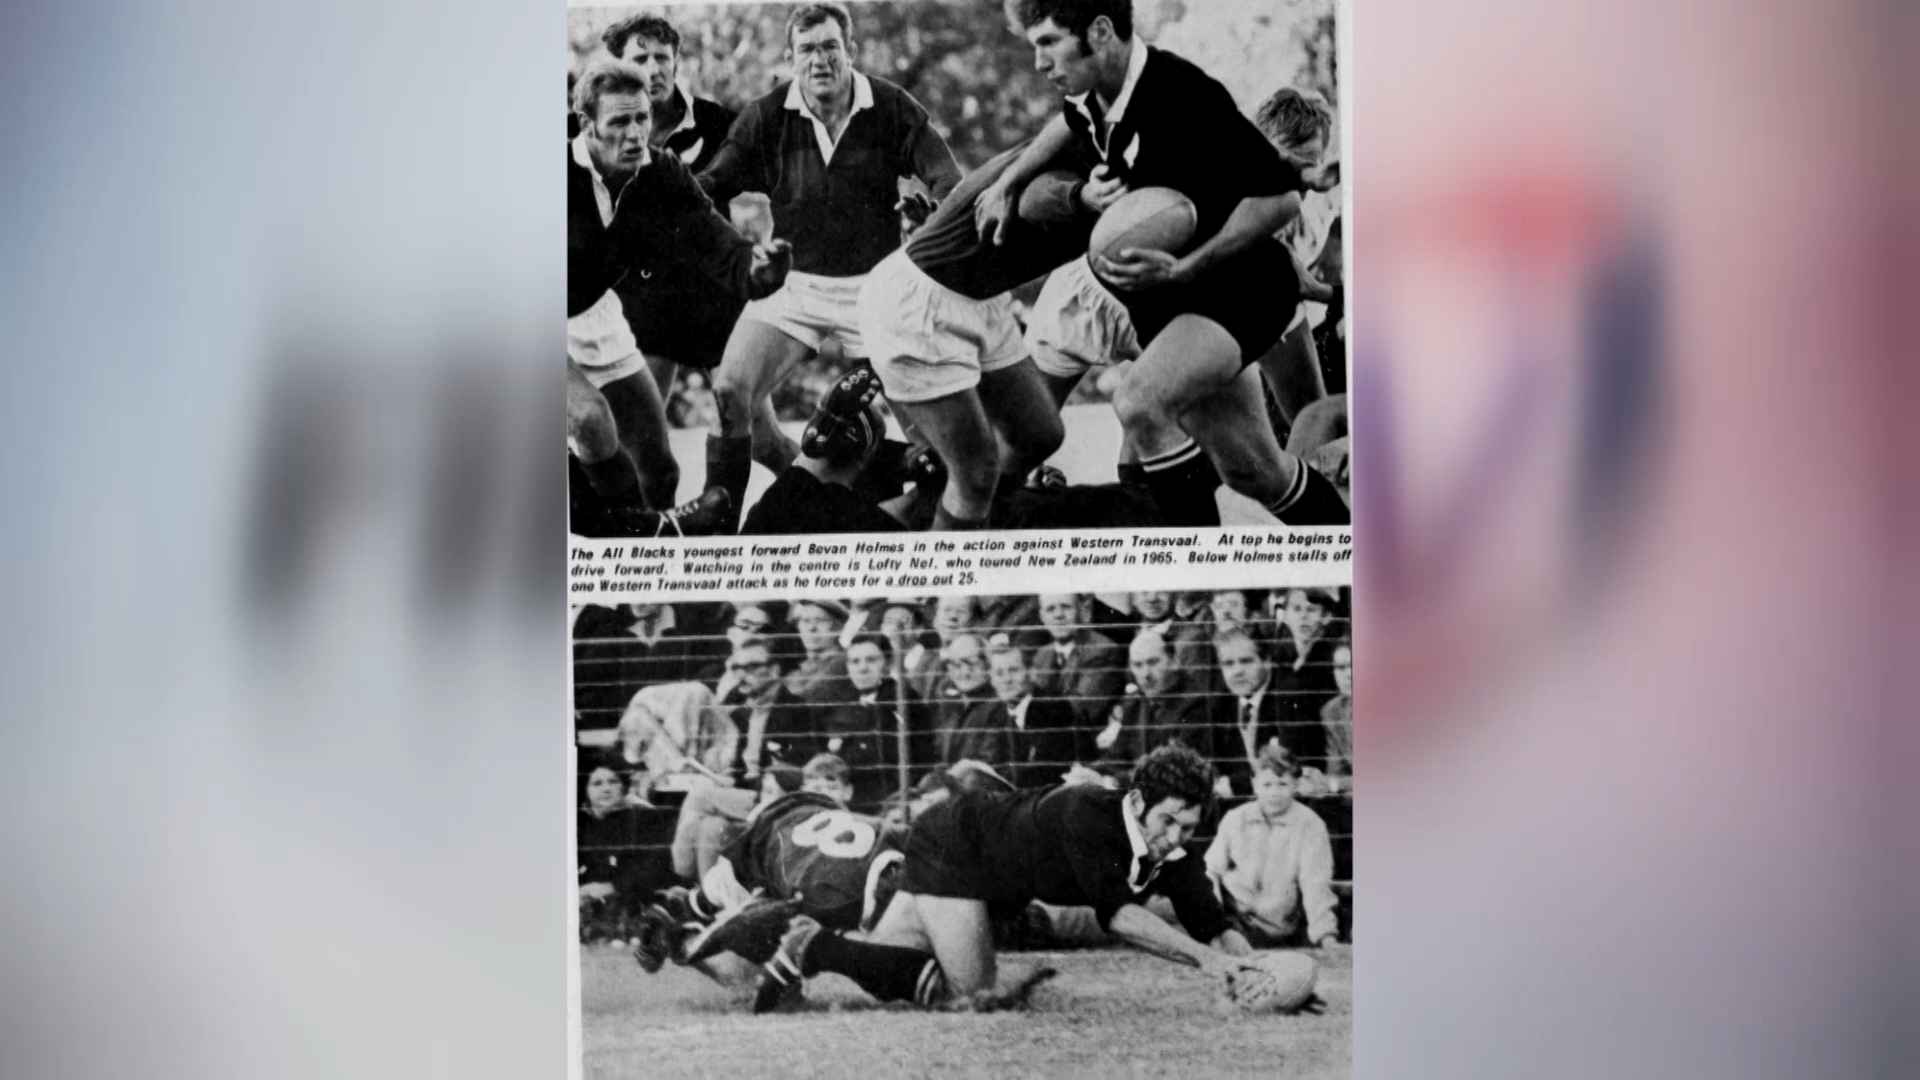 The All Blacks youngest forward Bevan Holmes in the action against Western Transvaal. At top he begins to
drive forward. Watching in the centre is Lofty Nel, who toured New Zealand in 1965. Below Holmes stalls off
one Western Transvaal attack as he forces for a drop out 25.
8